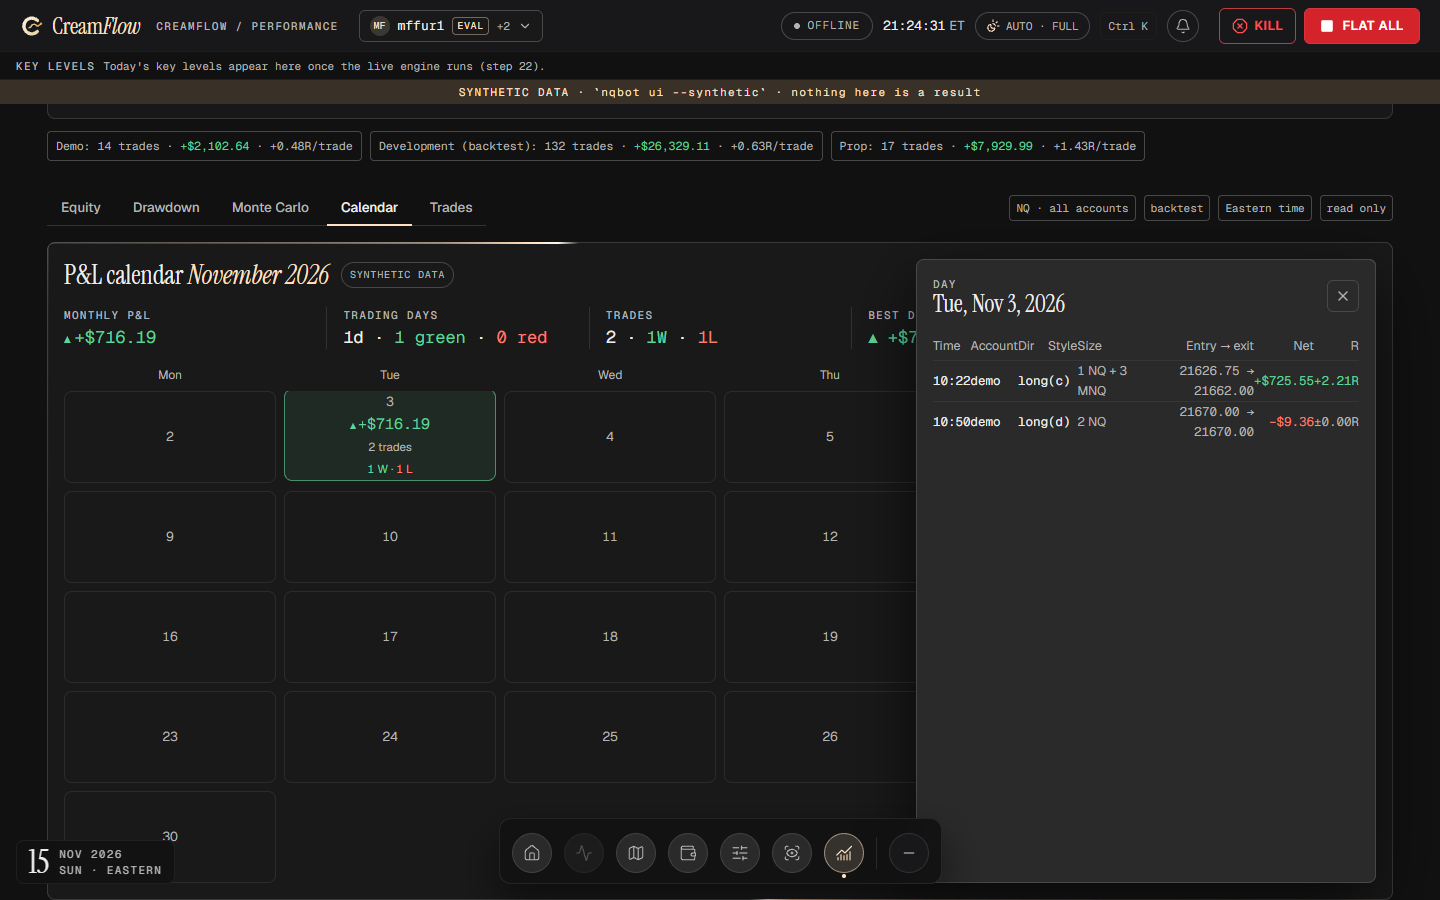 CreamFlow CREAMFLOW / PERFORMANCE MF mffur1 EVAL +2 OFFLINE 21:24:31 ET AUTO · FULL Ctrl K KILL FLAT ALL
KEY LEVELS Today's key levels appear here once the live engine runs (step 22).
SYNTHETIC DATA · `nqbot ui --synthetic` · nothing here is a result
Demo: 14 trades · +$2,102.64 · +0.48R/trade
Development (backtest): 132 trades · +$26,329.11 · +0.63R/trade
Prop: 17 trades · +$7,929.99 · +1.43R/trade
Equity Drawdown Monte Carlo Calendar Trades
NQ · all accounts backtest Eastern time read only
P&L calendar November 2026 SYNTHETIC DATA
MONTHLY P&L
▲+$716.19
TRADING DAYS
1d · 1 green · 0 red
TRADES
2 · 1W · 1L
BEST D
▲ +$7
Mon Tue Wed Thu
2
3
▲+$716.19
2 trades
1 W · 1 L
4
5
9 10 11 12
16 17 18 19
23 24 25 26
30
DAY
Tue, Nov 3, 2026
Time Account Dir Style Size Entry → exit Net R
10:22 demo long (c) 1 NQ + 3 MNQ 21626.75 → 21662.00 +$725.55 +2.21R
10:50 demo long (d) 2 NQ 21670.00 → 21670.00 −$9.36 ±0.00R
15 NOV 2026
SUN · EASTERN